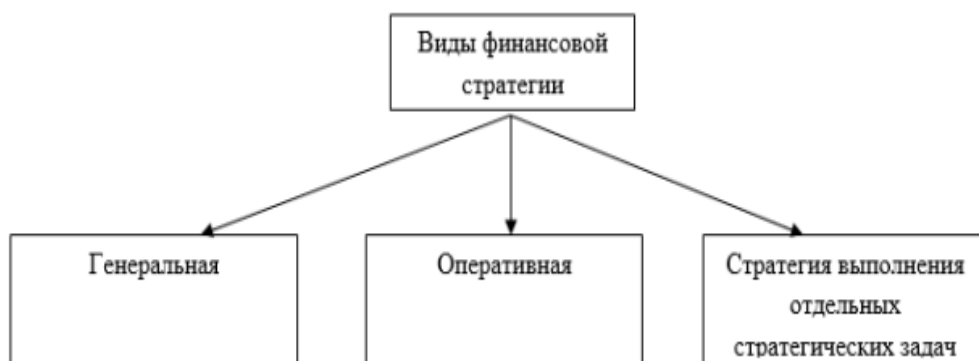 Виды финансовой
стратегии
Генеральная
Оперативная
Стратегия выполнения
отдельных
стратегических задач